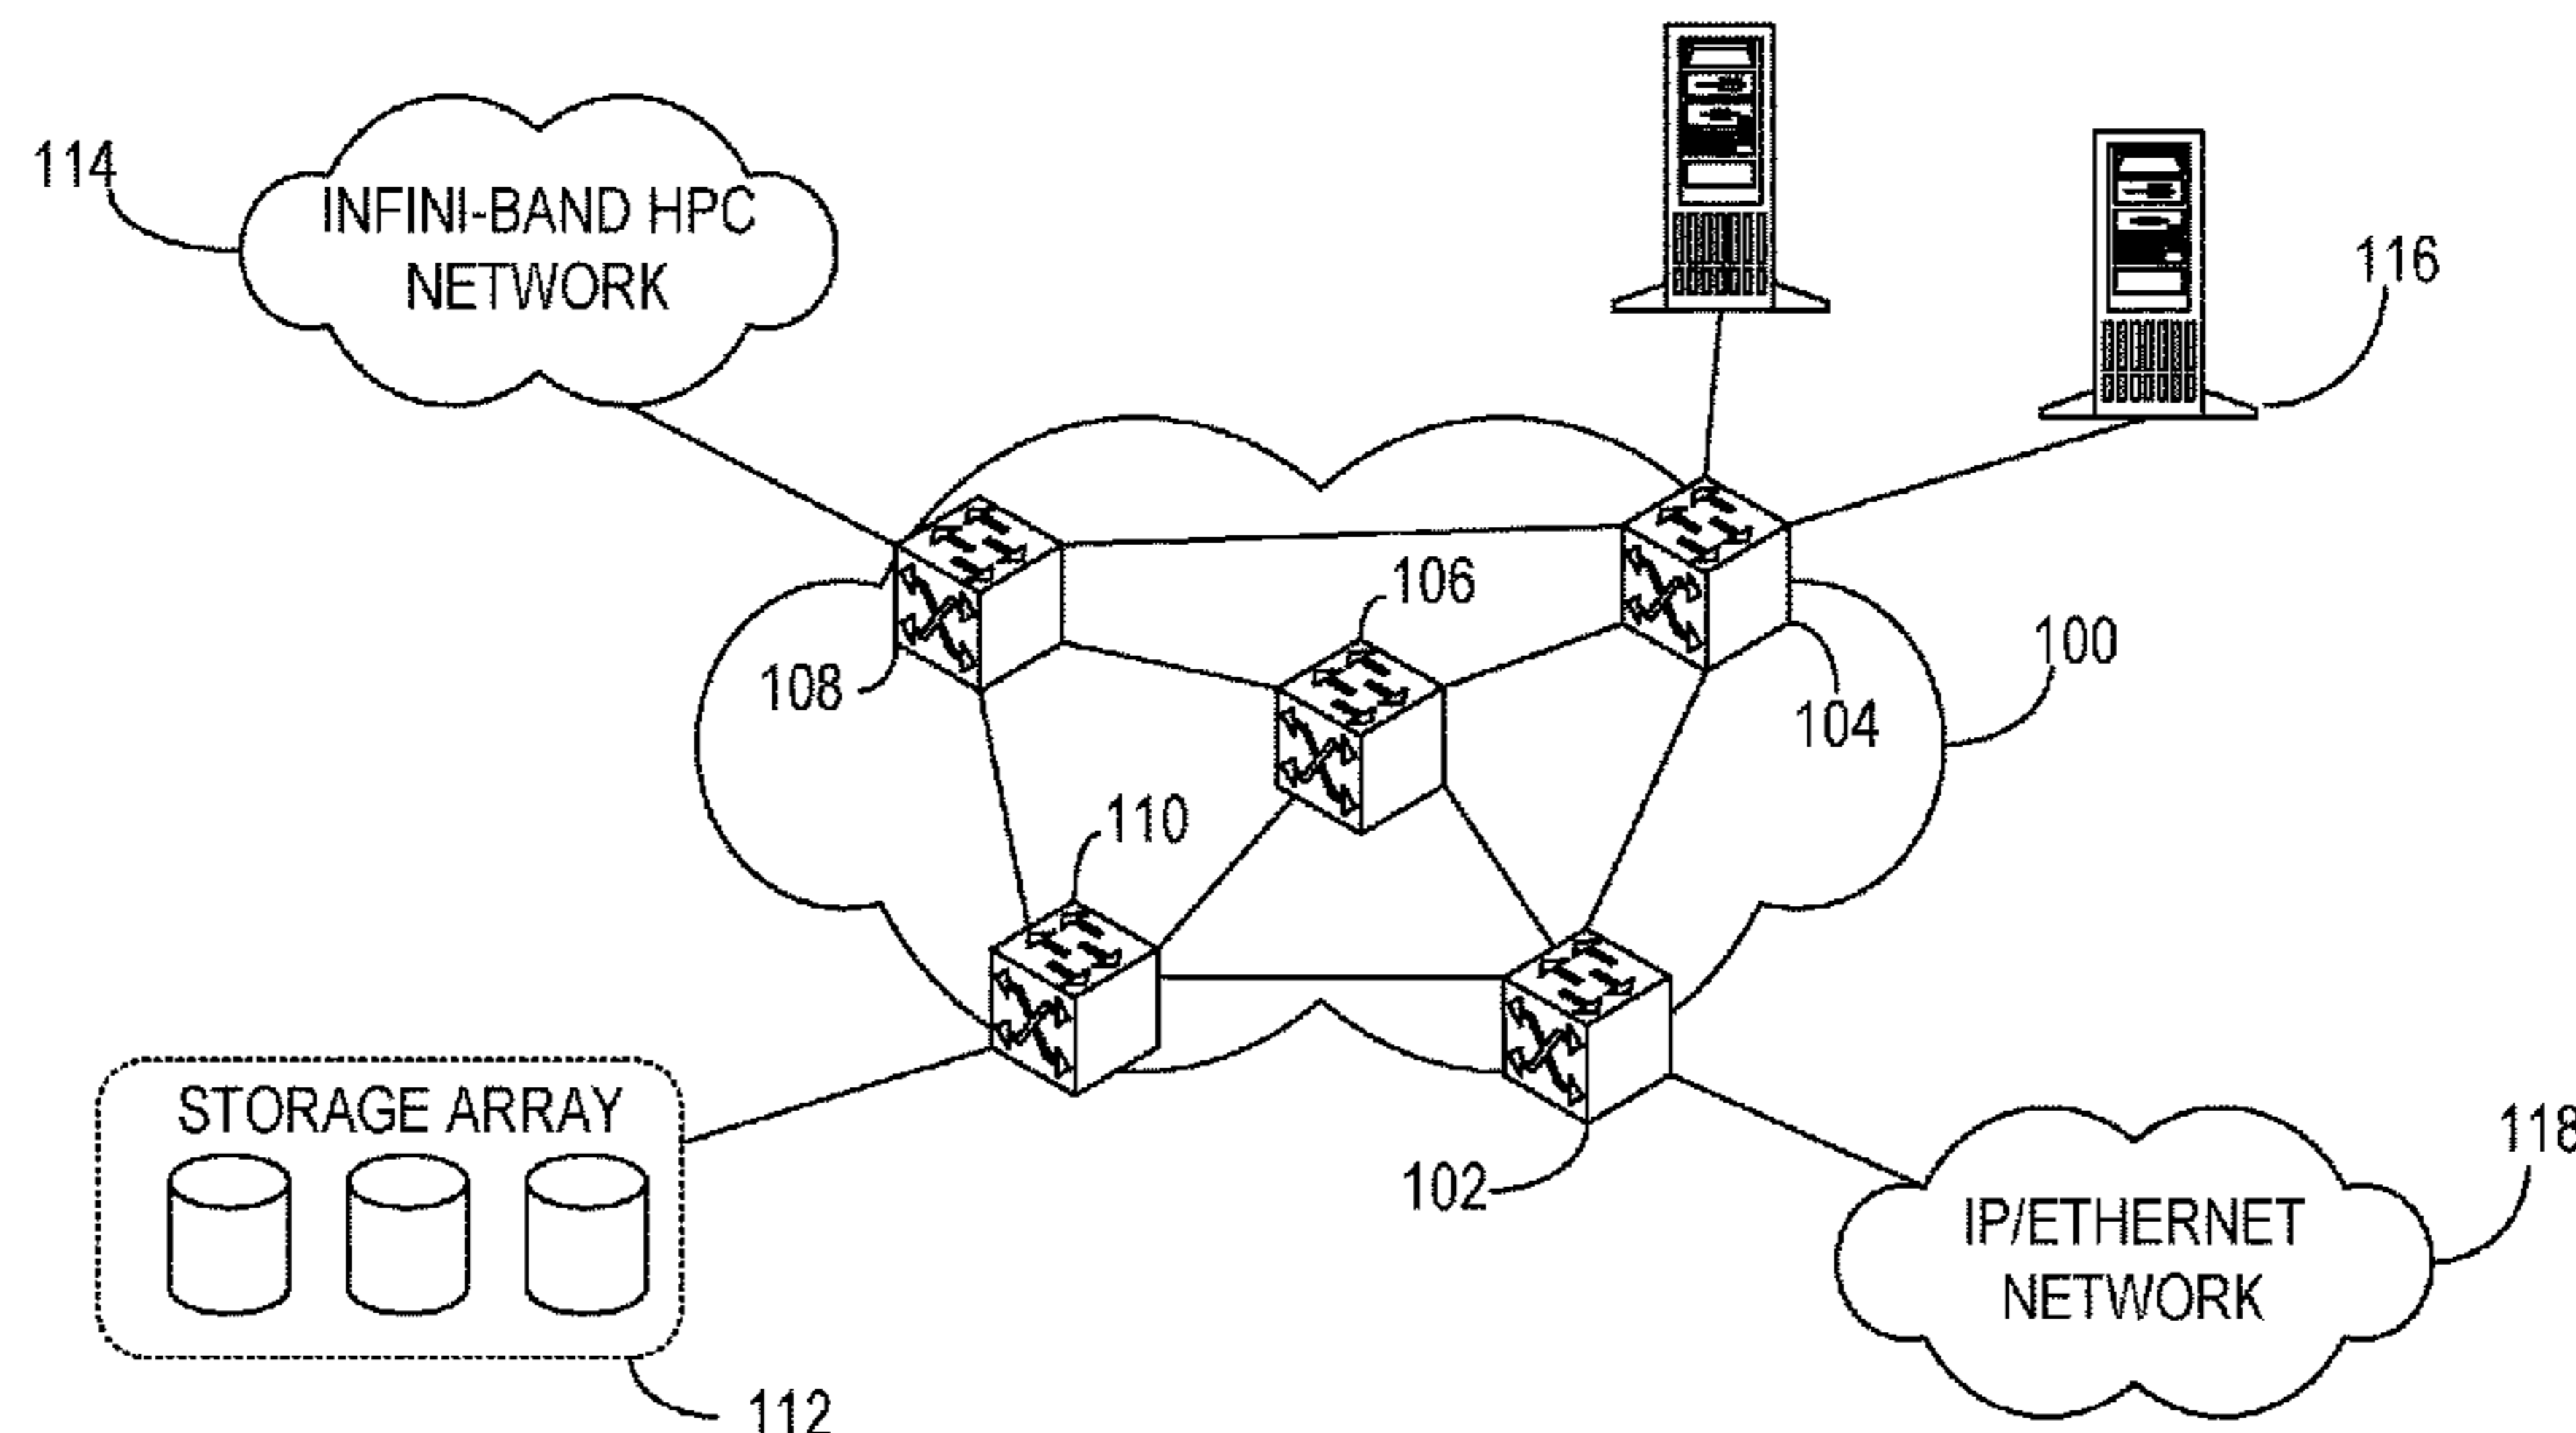 114
INFINI-BAND HPC
NETWORK
116
106
100
108
104
110
STORAGE ARRAY
102
118
IP/ETHERNET
NETWORK
112